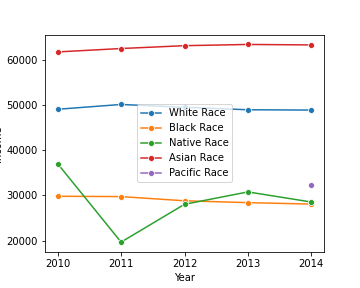 60000
50000
40000
30000
20000
White Race
Black Race
Native Race
Asian Race
Pacific Race
2010
2011
2012
2013
2014
Year